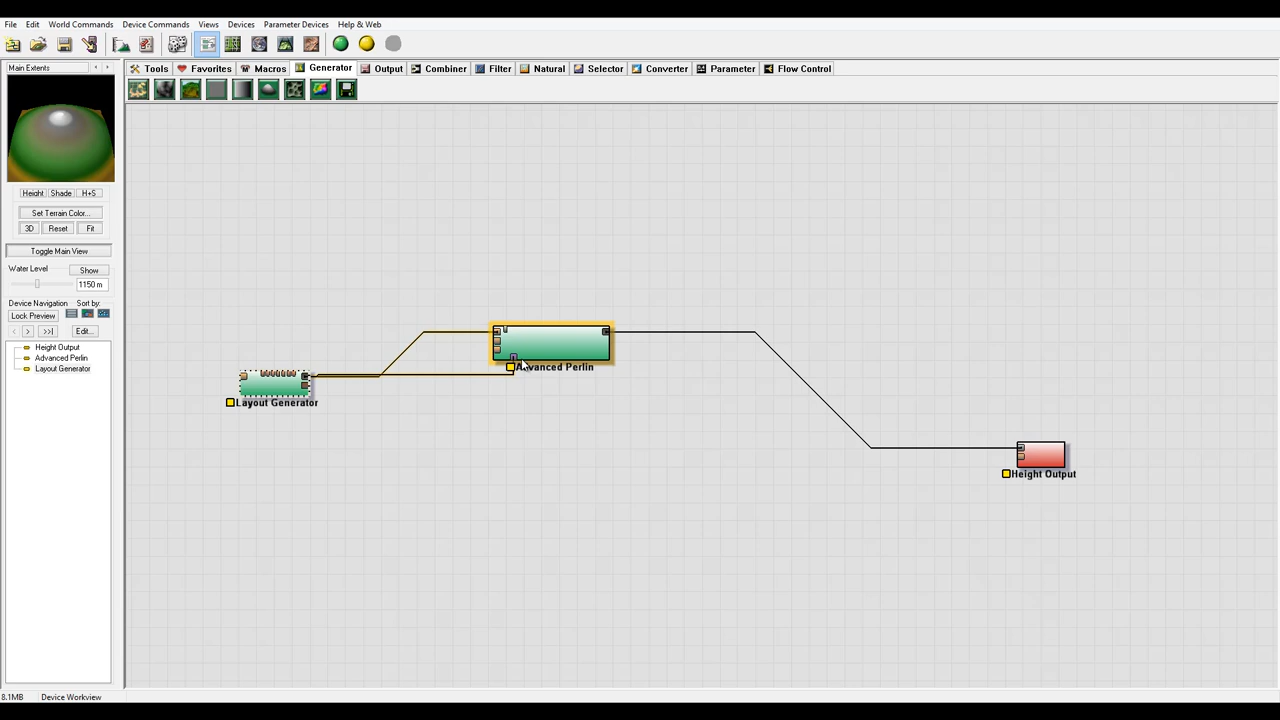 File Edit World Commands Device Commands Views Devices Parameter Devices Help & Web
Main Extents
Tools Favorites Macros Generator Output Combiner Filter Natural Selector Converter Parameter Flow Control
Height Shade H+S
Set Terrain Color...
3D Reset Fit
Toggle Main View
Water Level Show
1150 m
Device Navigation Sort by:
Lock Preview
< > >>| Edit...
Height Output
Advanced Perlin
Layout Generator
Advanced Perlin
Layout Generator
Height Output
8.1MB Device Workview